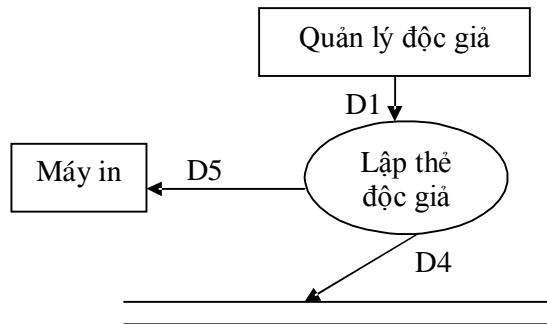 Quản lý độc giả
D1
Máy in
D5
Lập thẻ
độc giả
D4